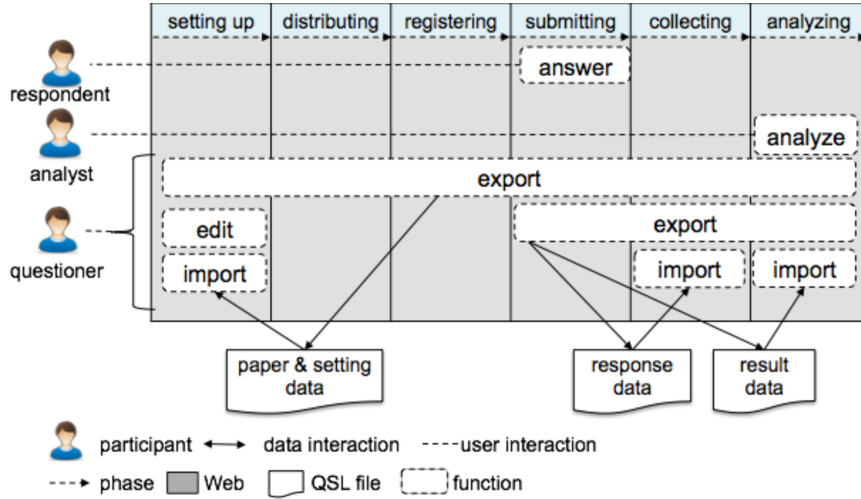 setting up distributing registering submitting collecting analyzing
respondent
answer
analyst
analyze
export
questioner
edit
export
import
import
import
paper & setting
data
response
data
result
data
participant data interaction user interaction
phase Web QSL file function